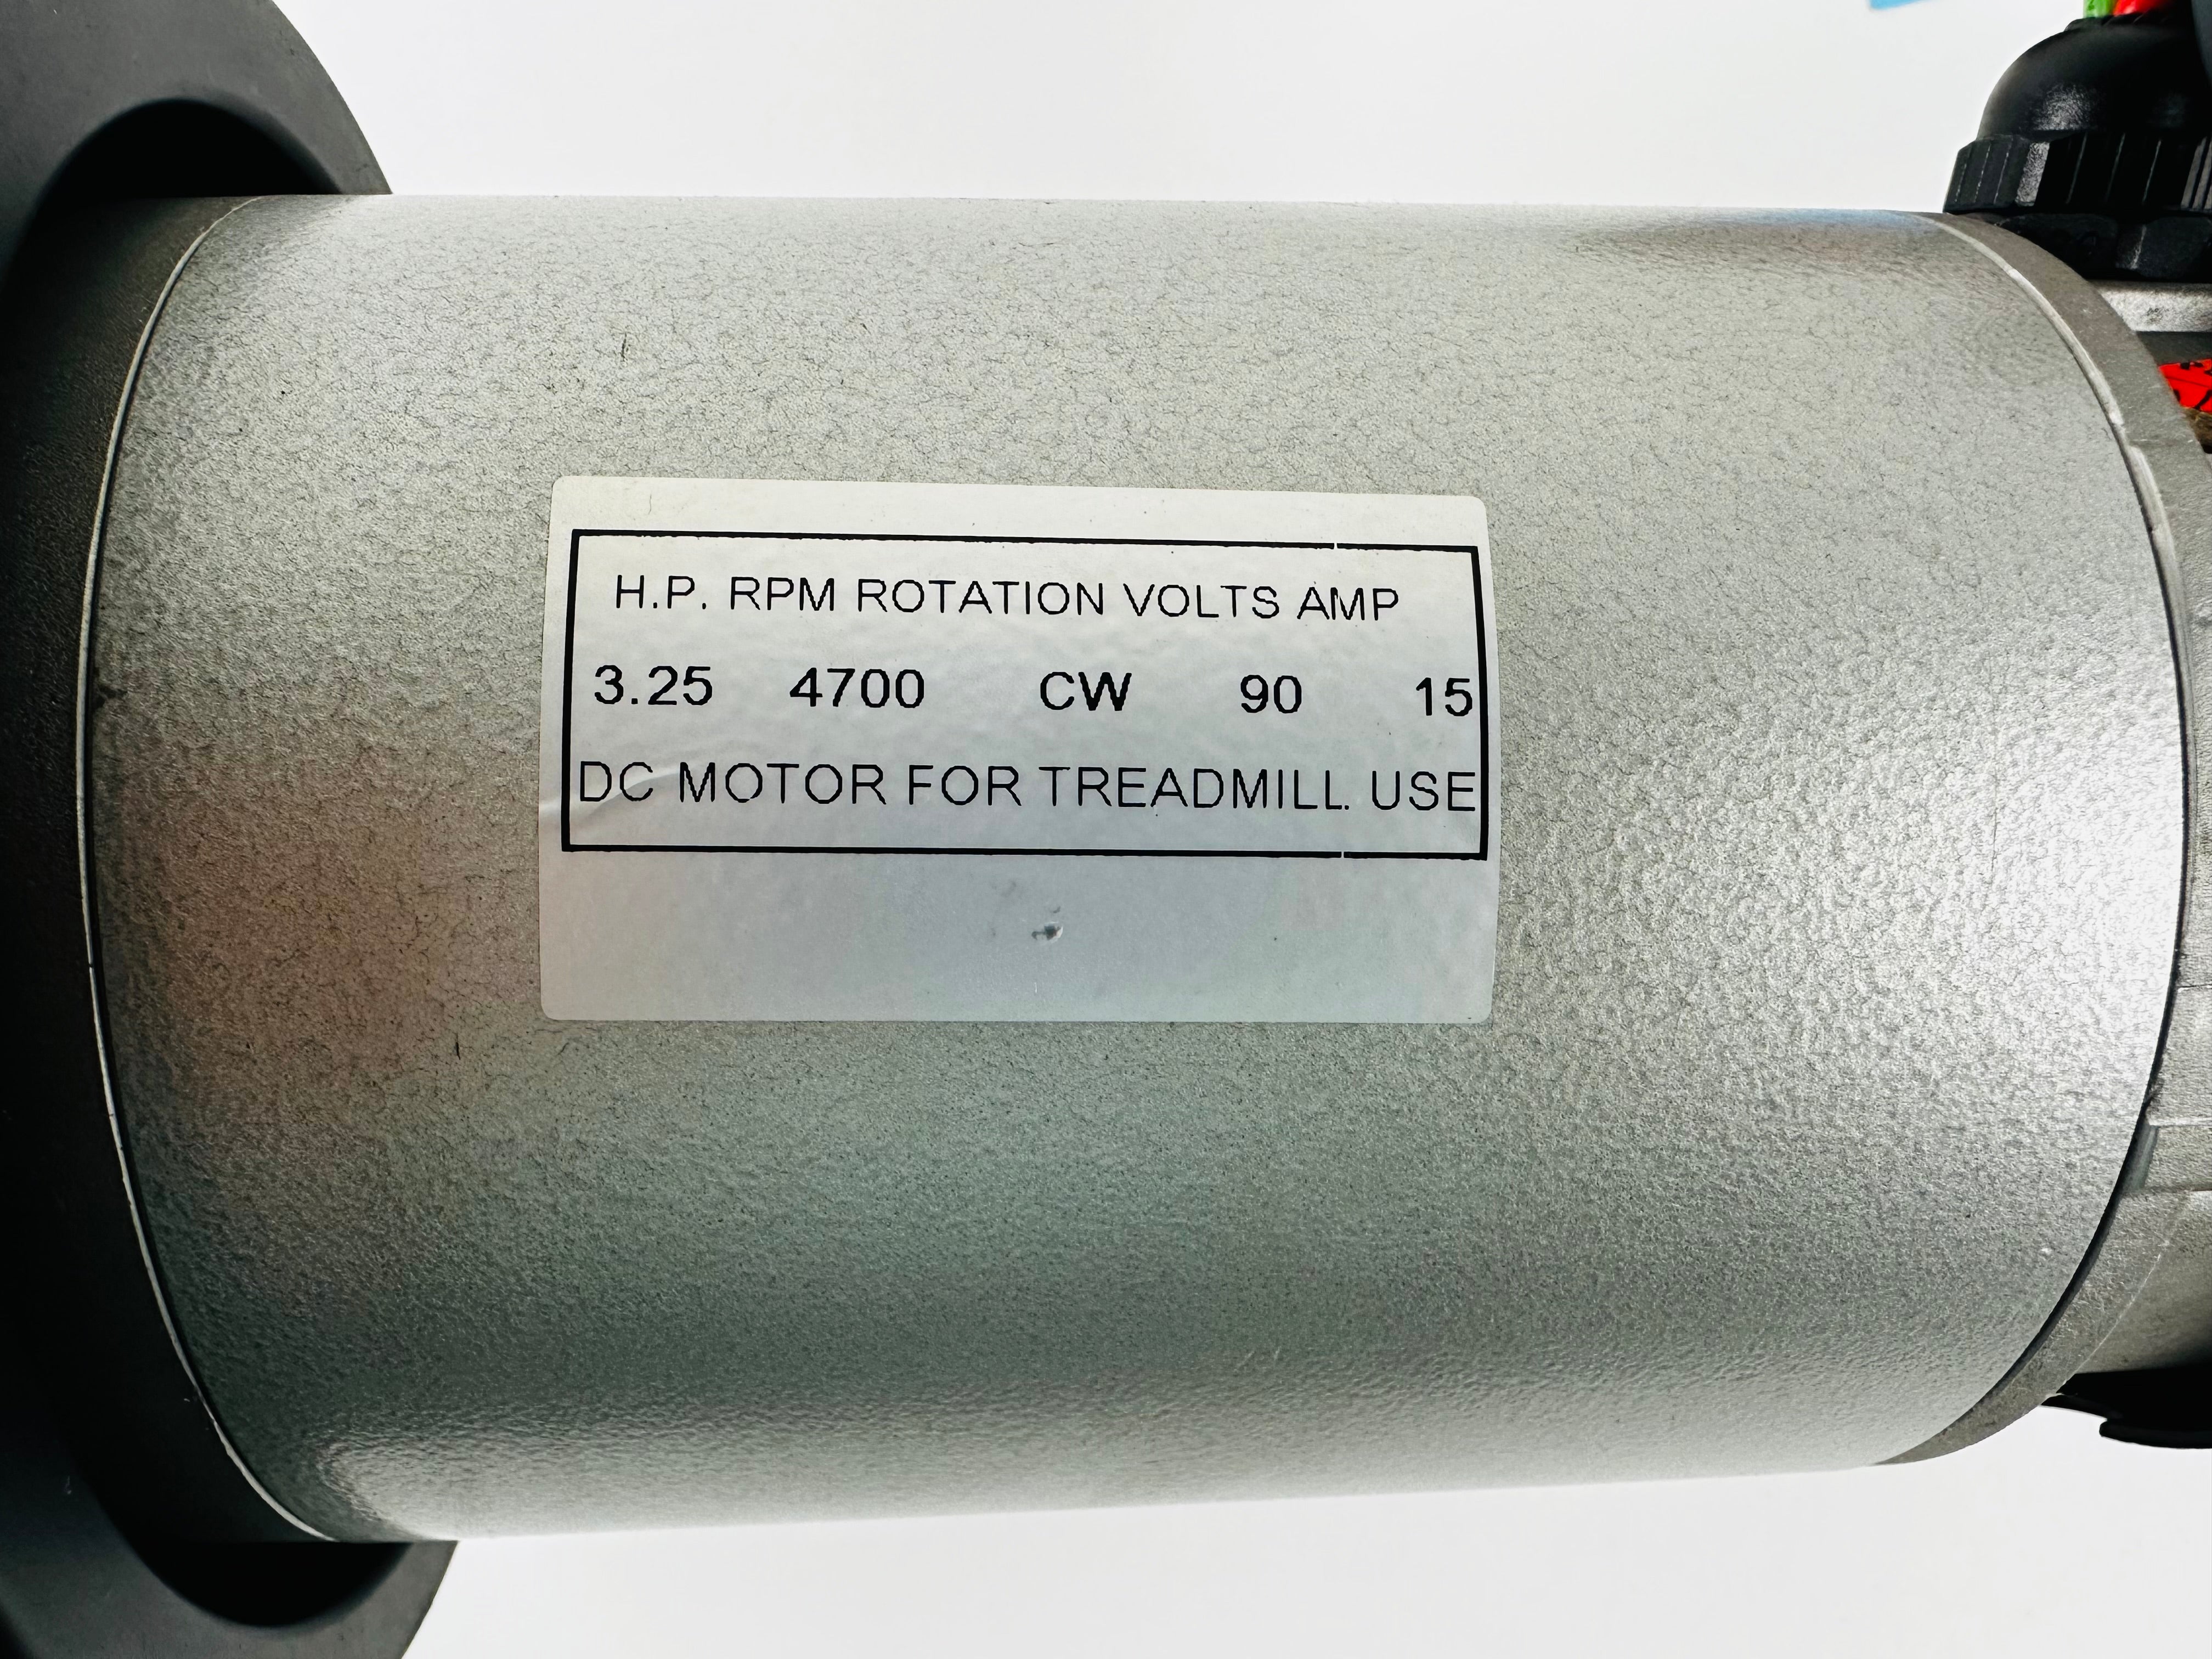 H.P. RPM ROTATION VOLTS AMP
3.25 4700 CW 90 15
DC MOTOR FOR TREADMILL USE